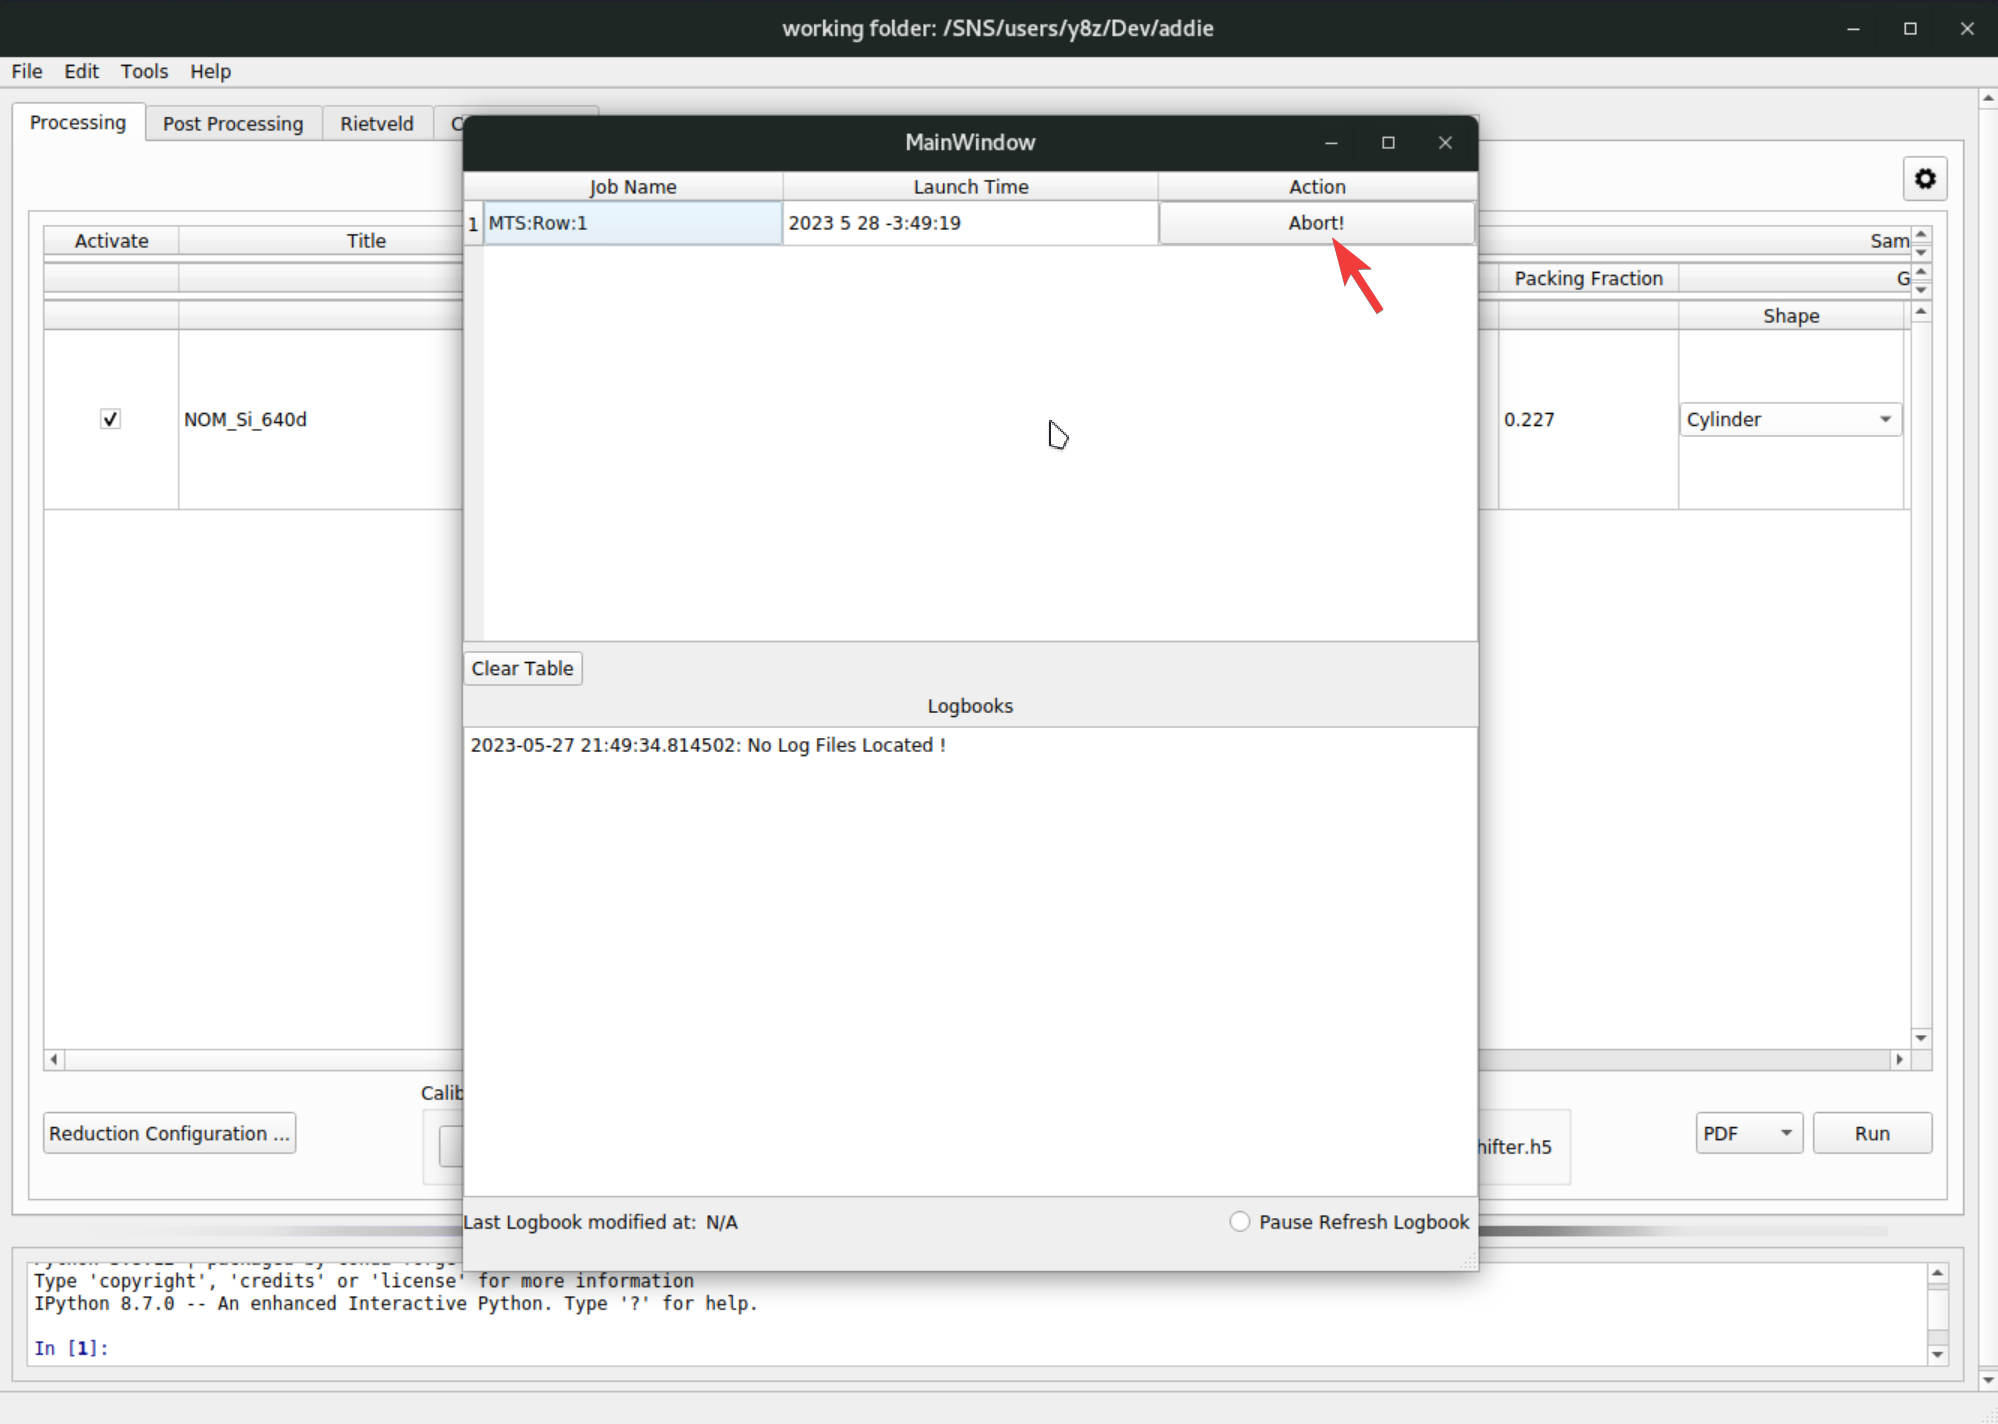 working folder: /SNS/users/y8z/Dev/addie
File Edit Tools Help
Processing Post Processing Rietveld
MainWindow
Job Name Launch Time Action
1 MTS:Row:1 2023 5 28 -3:49:19 Abort!
Activate Title Sam
Packing Fraction G
Shape
NOM_Si_640d 0.227 Cylinder
Clear Table
Logbooks
2023-05-27 21:49:34.814502: No Log Files Located !
Calib
Reduction Configuration ... hifter.h5 PDF Run
Last Logbook modified at: N/A Pause Refresh Logbook
Type 'copyright', 'credits' or 'license' for more information
IPython 8.7.0 -- An enhanced Interactive Python. Type '?' for help.
In [1]: